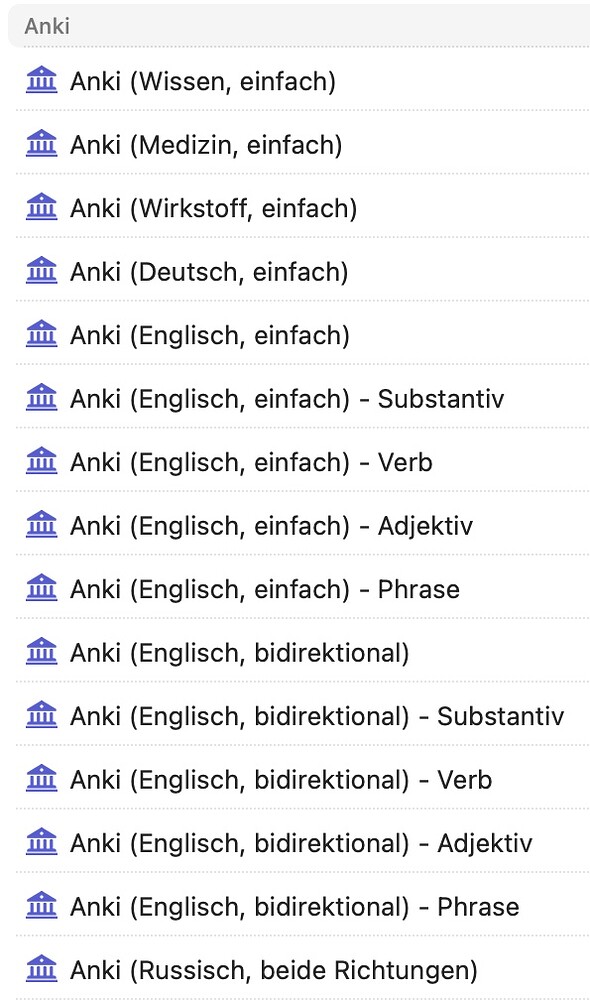 Anki
Anki (Wissen, einfach)
Anki (Medizin, einfach)
Anki (Wirkstoff, einfach)
Anki (Deutsch, einfach)
Anki (Englisch, einfach)
Anki (Englisch, einfach) - Substantiv
Anki (Englisch, einfach) - Verb
Anki (Englisch, einfach) - Adjektiv
Anki (Englisch, einfach) - Phrase
Anki (Englisch, bidirektional)
Anki (Englisch, bidirektional) - Substantiv
Anki (Englisch, bidirektional) - Verb
Anki (Englisch, bidirektional) - Adjektiv
Anki (Englisch, bidirektional) - Phrase
Anki (Russisch, beide Richtungen)